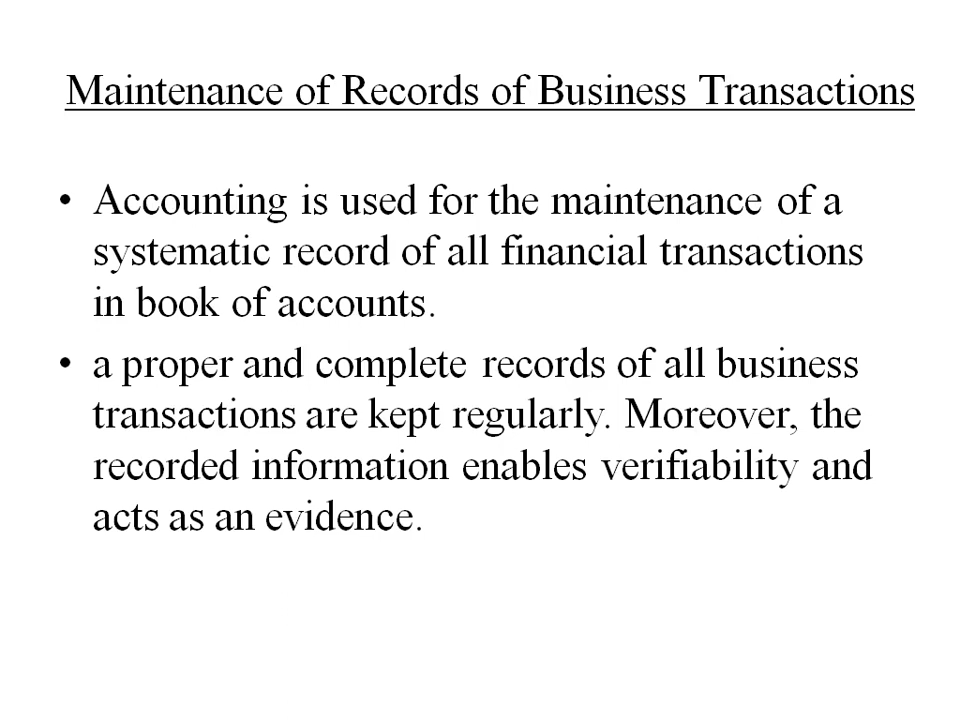 Maintenance of Records of Business Transactions
• Accounting is used for the maintenance of a
systematic record of all financial transactions
in book of accounts.
• a proper and complete records of all business
transactions are kept regularly. Moreover, the
recorded information enables verifiability and
acts as an evidence.